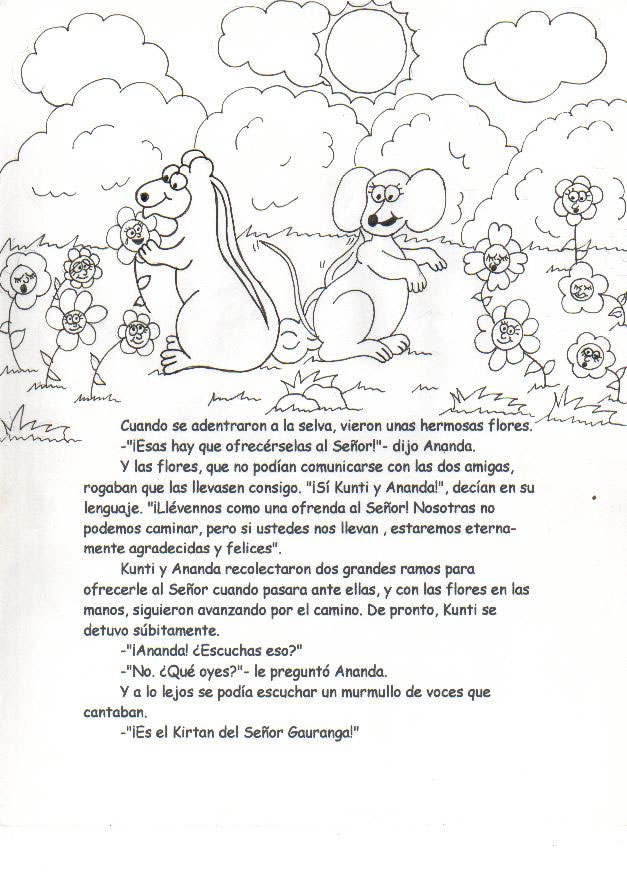 Cuando se adentraron a la selva, vieron unas hermosas flores.
-"¡Esas hay que ofrecérselas al Señor!"- dijo Ananda.
Y las flores, que no podían comunicarse con las dos amigas,
rogaban que las llevasen consigo. "¡Sí Kunti y Ananda!", decían en su
lenguaje. "¡Llévennos como una ofrenda al Señor! Nosotras no
podemos caminar, pero si ustedes nos llevan , estaremos eterna-
mente agradecidas y felices".
Kunti y Ananda recolectaron dos grandes ramos para
ofrecerle al Señor cuando pasara ante ellas, y con las flores en las
manos, siguieron avanzando por el camino. De pronto, Kunti se
detuvo súbitamente.
-"¡Ananda! ¿Escuchas eso?"
-"No. ¿Qué oyes?"- le preguntó Ananda.
Y a lo lejos se podía escuchar un murmullo de voces que
cantaban.
-"¡Es el Kirtan del Señor Gauranga!"